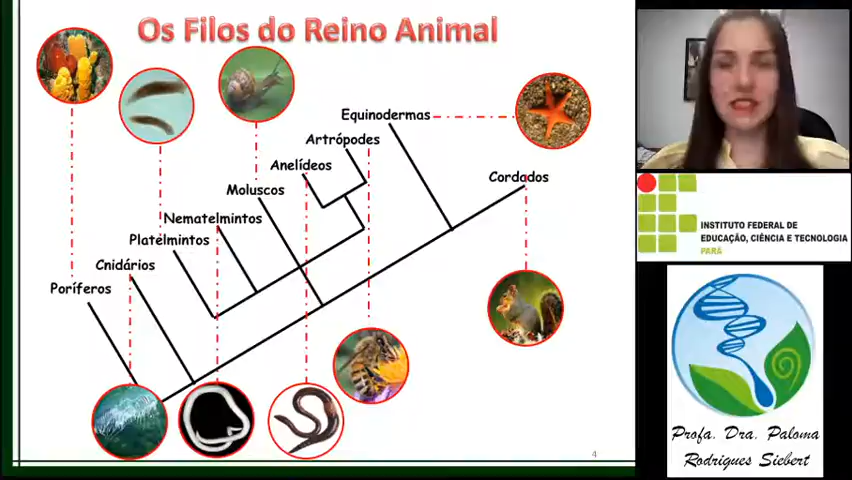 Os Filos do Reino Animal
Equinodermas
Artrópodes
Anelídeos
Cordados
Moluscos
Nematelmintos
Platelmintos
Cnidários
Poríferos
4
INSTITUTO FEDERAL DE
EDUCAÇÃO, CIÊNCIA E TECNOLOGIA
PARÁ
Profa. Dra. Paloma
Rodrigues Siebert